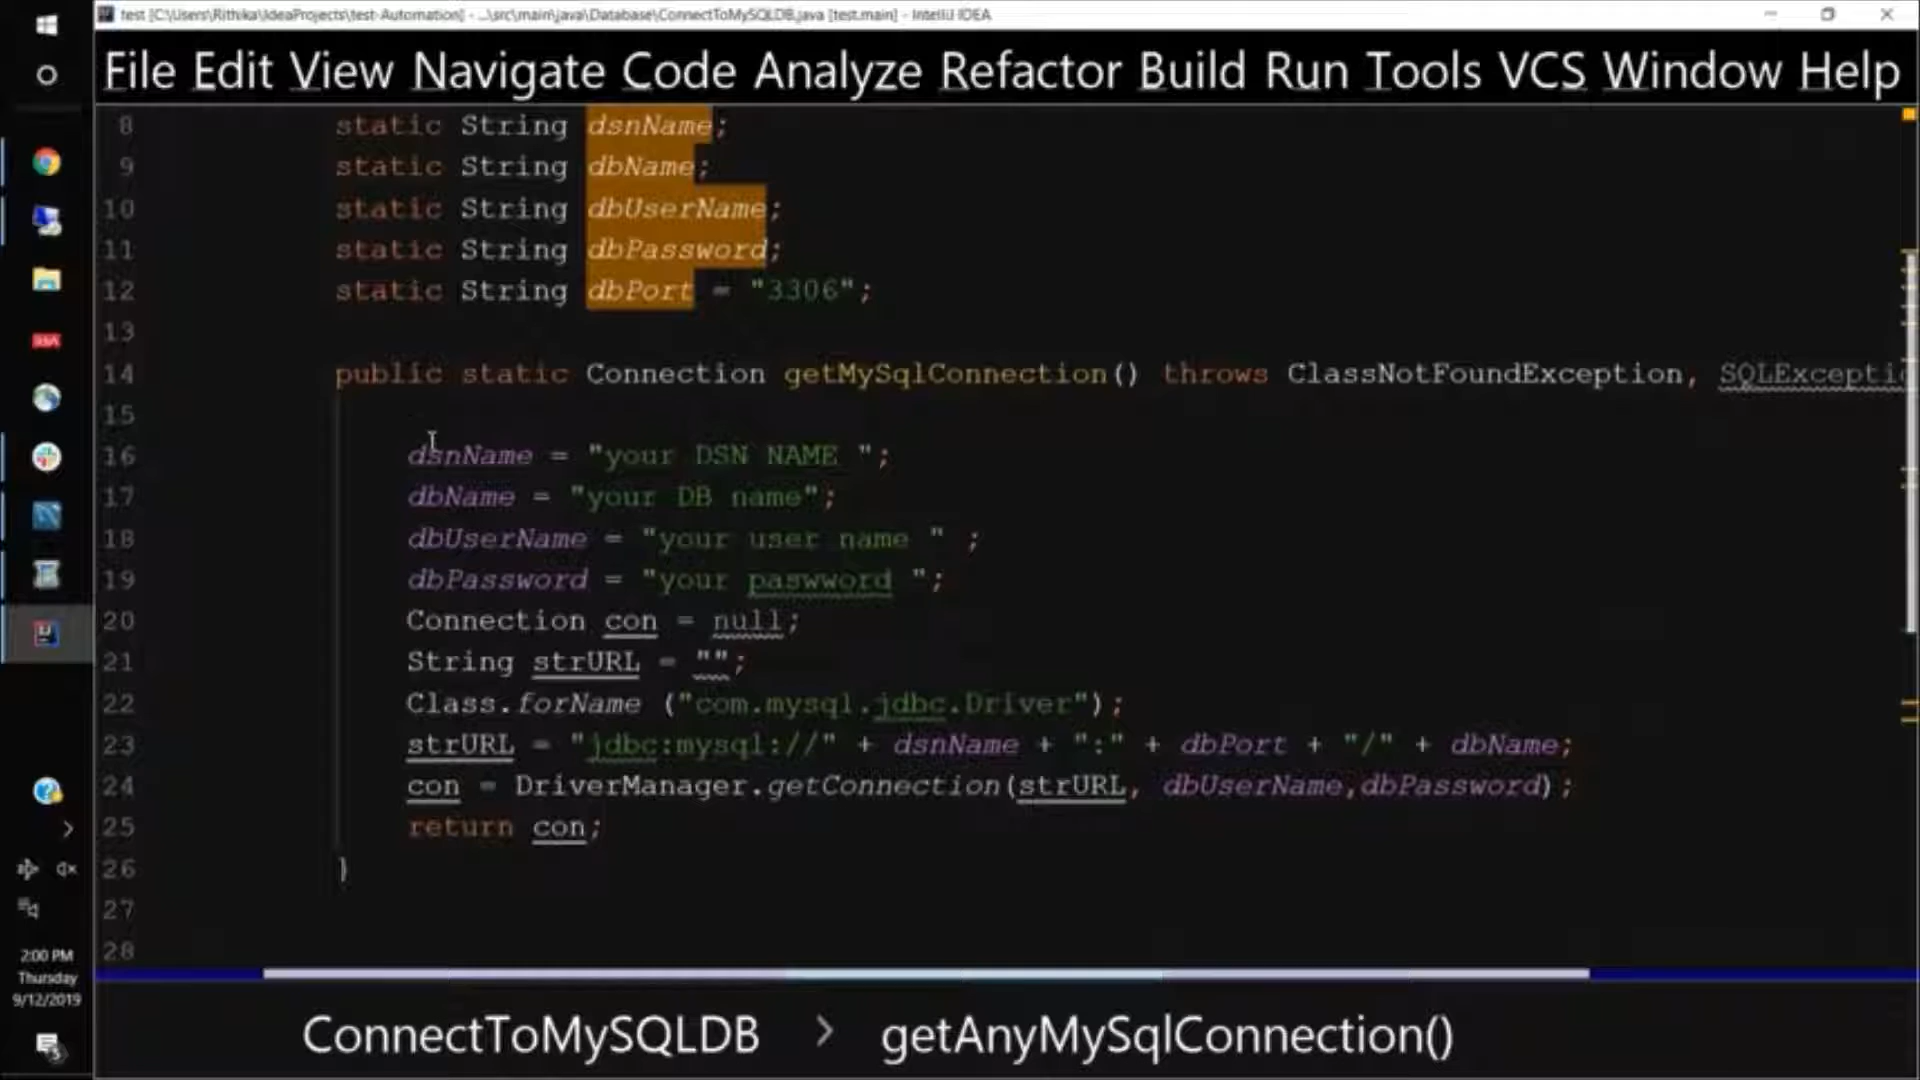 test [C:\Users\Rithika\IdeaProjects\test-Automation] - ...\src\main\java\Database\ConnectToMySQLDB.java [test.main] - IntelliJ IDEA
File Edit View Navigate Code Analyze Refactor Build Run Tools VCS Window Help
8 static String dsnName;
9 static String dbName;
10 static String dbUserName;
11 static String dbPassword;
12 static String dbPort = "3306";
13
14 public static Connection getMySqlConnection() throws ClassNotFoundException, SQLExceptio
15
16 dsnName = "your DSN NAME ";
17 dbName = "your DB name";
18 dbUserName = "your user name " ;
19 dbPassword = "your paswword ";
20 Connection con = null;
21 String strURL = "";
22 Class.forName ("com.mysql.jdbc.Driver");
23 strURL = "jdbc:mysql://" + dsnName + ":" + dbPort + "/" + dbName;
24 con = DriverManager.getConnection(strURL, dbUserName,dbPassword);
25 return con;
26 }
27
28
ConnectToMySQLDB > getAnyMySqlConnection()
2:00 PM
Thursday
9/12/2019